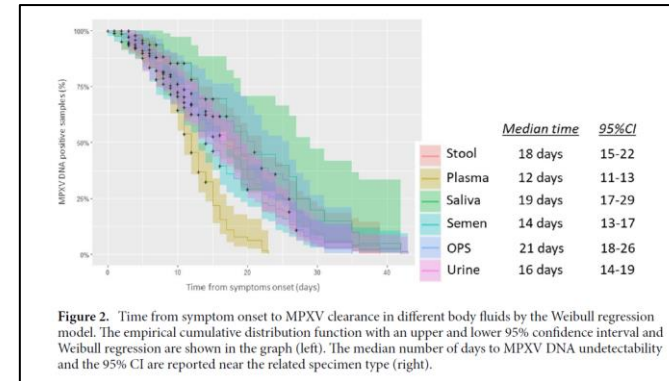 MPXV DNA positive samples (%)
100%
75%
50%
25%
0%
0
10
20
30
40
Time from symptoms onset (days)
Median time 95%CI
Stool 18 days 15-22
Plasma 12 days 11-13
Saliva 19 days 17-29
Semen 14 days 13-17
OPS 21 days 18-26
Urine 16 days 14-19
Figure 2. Time from symptom onset to MPXV clearance in different body fluids by the Weibull regression
model. The empirical cumulative distribution function with an upper and lower 95% confidence interval and
Weibull regression are shown in the graph (left). The median number of days to MPXV DNA undetectability
and the 95% CI are reported near the related specimen type (right).